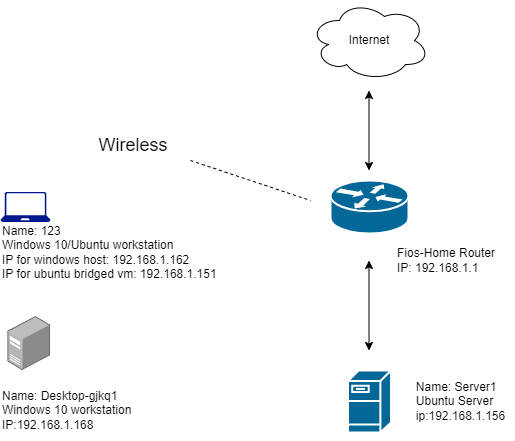 Internet
Wireless
Name: 123
Windows 10/Ubuntu workstation
IP for windows host: 192.168.1.162
IP for ubuntu bridged vm: 192.168.1.151
Fios-Home Router
IP: 192.168.1.1
Name: Desktop-gjkq1
Windows 10 workstation
IP:192.168.1.168
Name: Server1
Ubuntu Server
ip:192.168.1.156